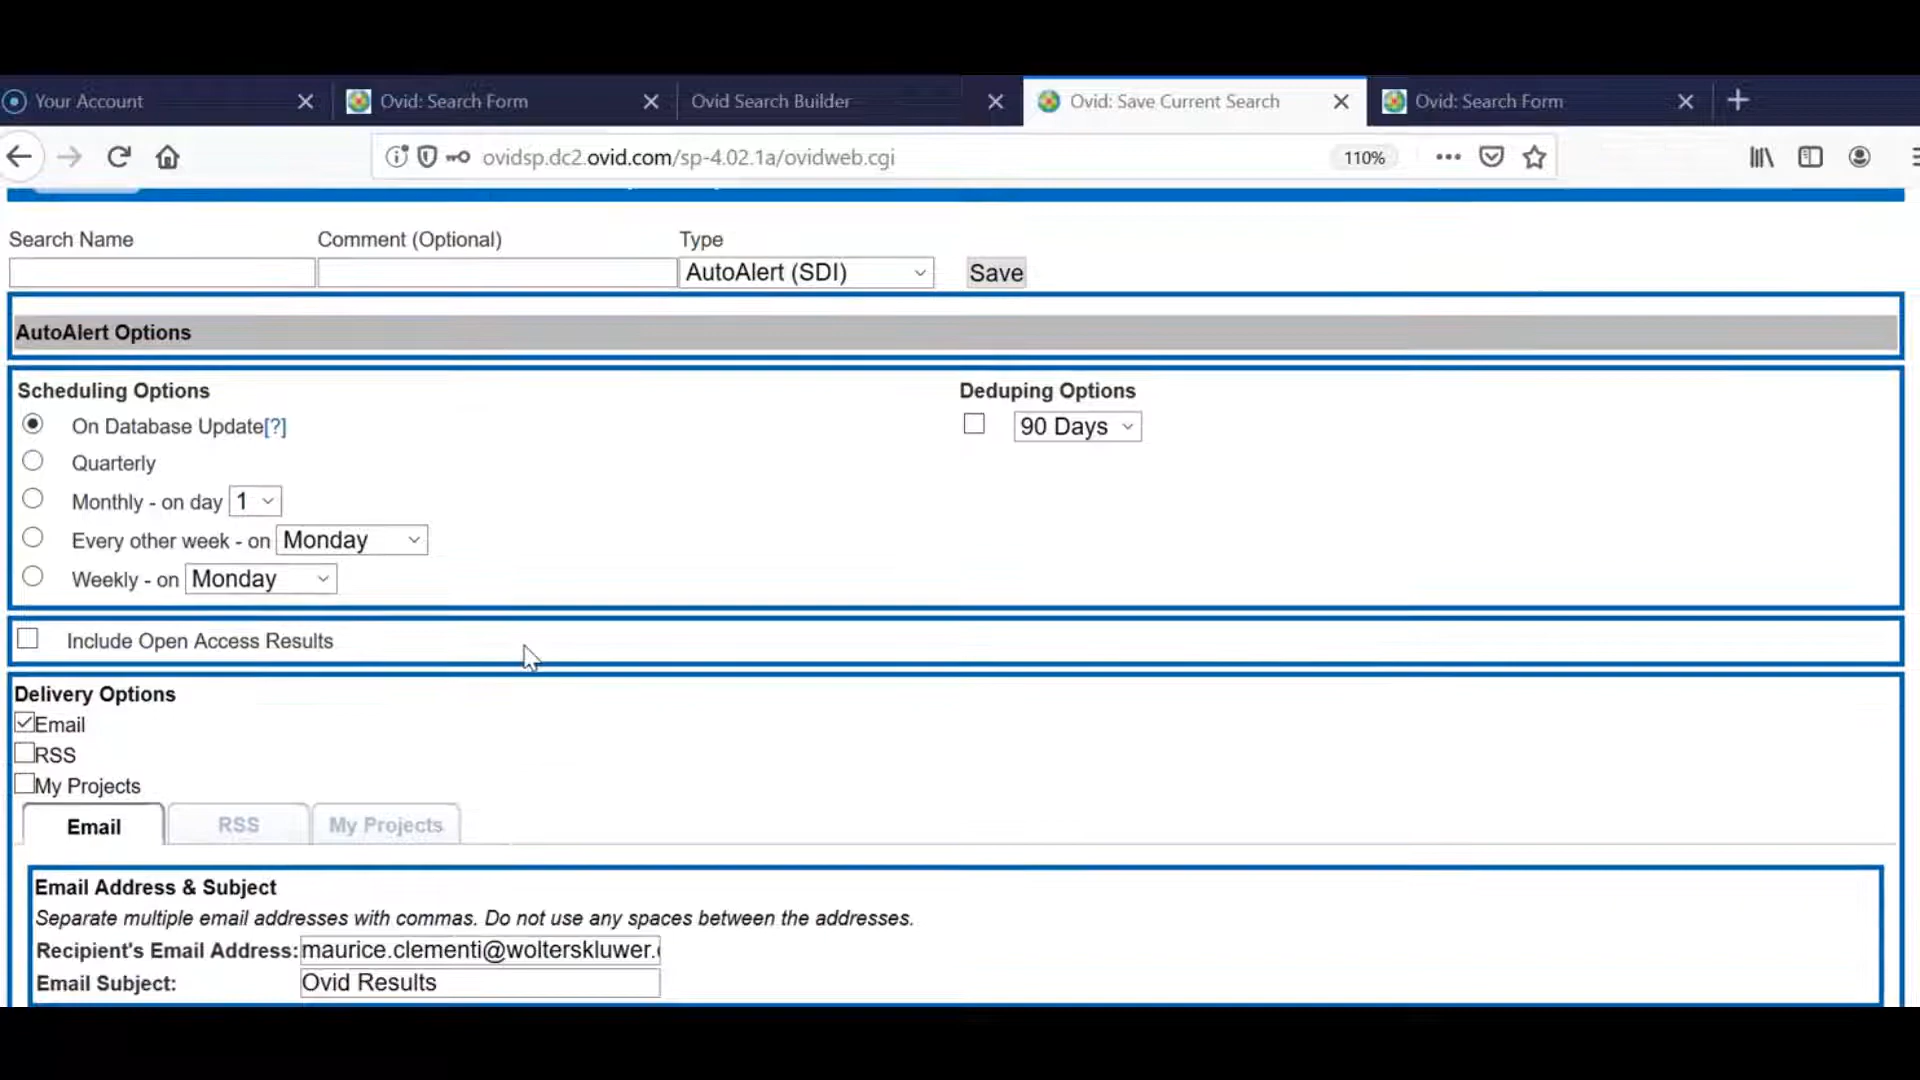 Your Account Ovid: Search Form Ovid Search Builder Ovid: Save Current Search Ovid: Search Form
ovidsp.dc2.ovid.com/sp-4.02.1a/ovidweb.cgi 110%
Search Name Comment (Optional) Type
AutoAlert (SDI) Save
AutoAlert Options
Scheduling Options Deduping Options
On Database Update[?] 90 Days
Quarterly
Monthly - on day 1
Every other week - on Monday
Weekly - on Monday
Include Open Access Results
Delivery Options
Email
RSS
My Projects
Email RSS My Projects
Email Address & Subject
Separate multiple email addresses with commas. Do not use any spaces between the addresses.
Recipient's Email Address: maurice.clementi@wolterskluwer.
Email Subject: Ovid Results